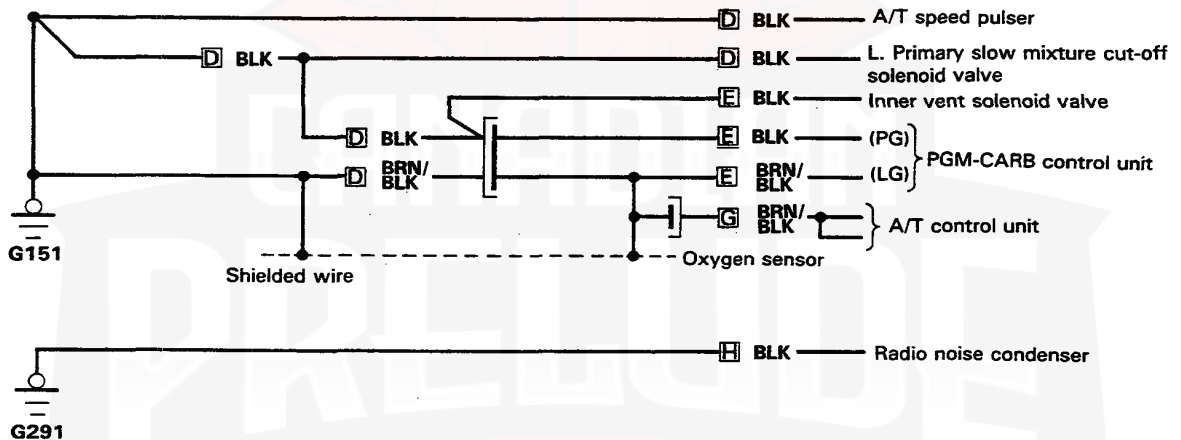 D BLK A/T speed pulser
D BLK D BLK L. Primary slow mixture cut-off
solenoid valve
E BLK Inner vent solenoid valve
D BLK E BLK (PG)
PGM-CARB control unit
BRN/
D BLK
BRN/
E BLK (LG)
BRN/
G BLK
A/T control unit
G151
Shielded wire
Oxygen sensor
H BLK Radio noise condenser
G291
CANADIAN
PRELUDE